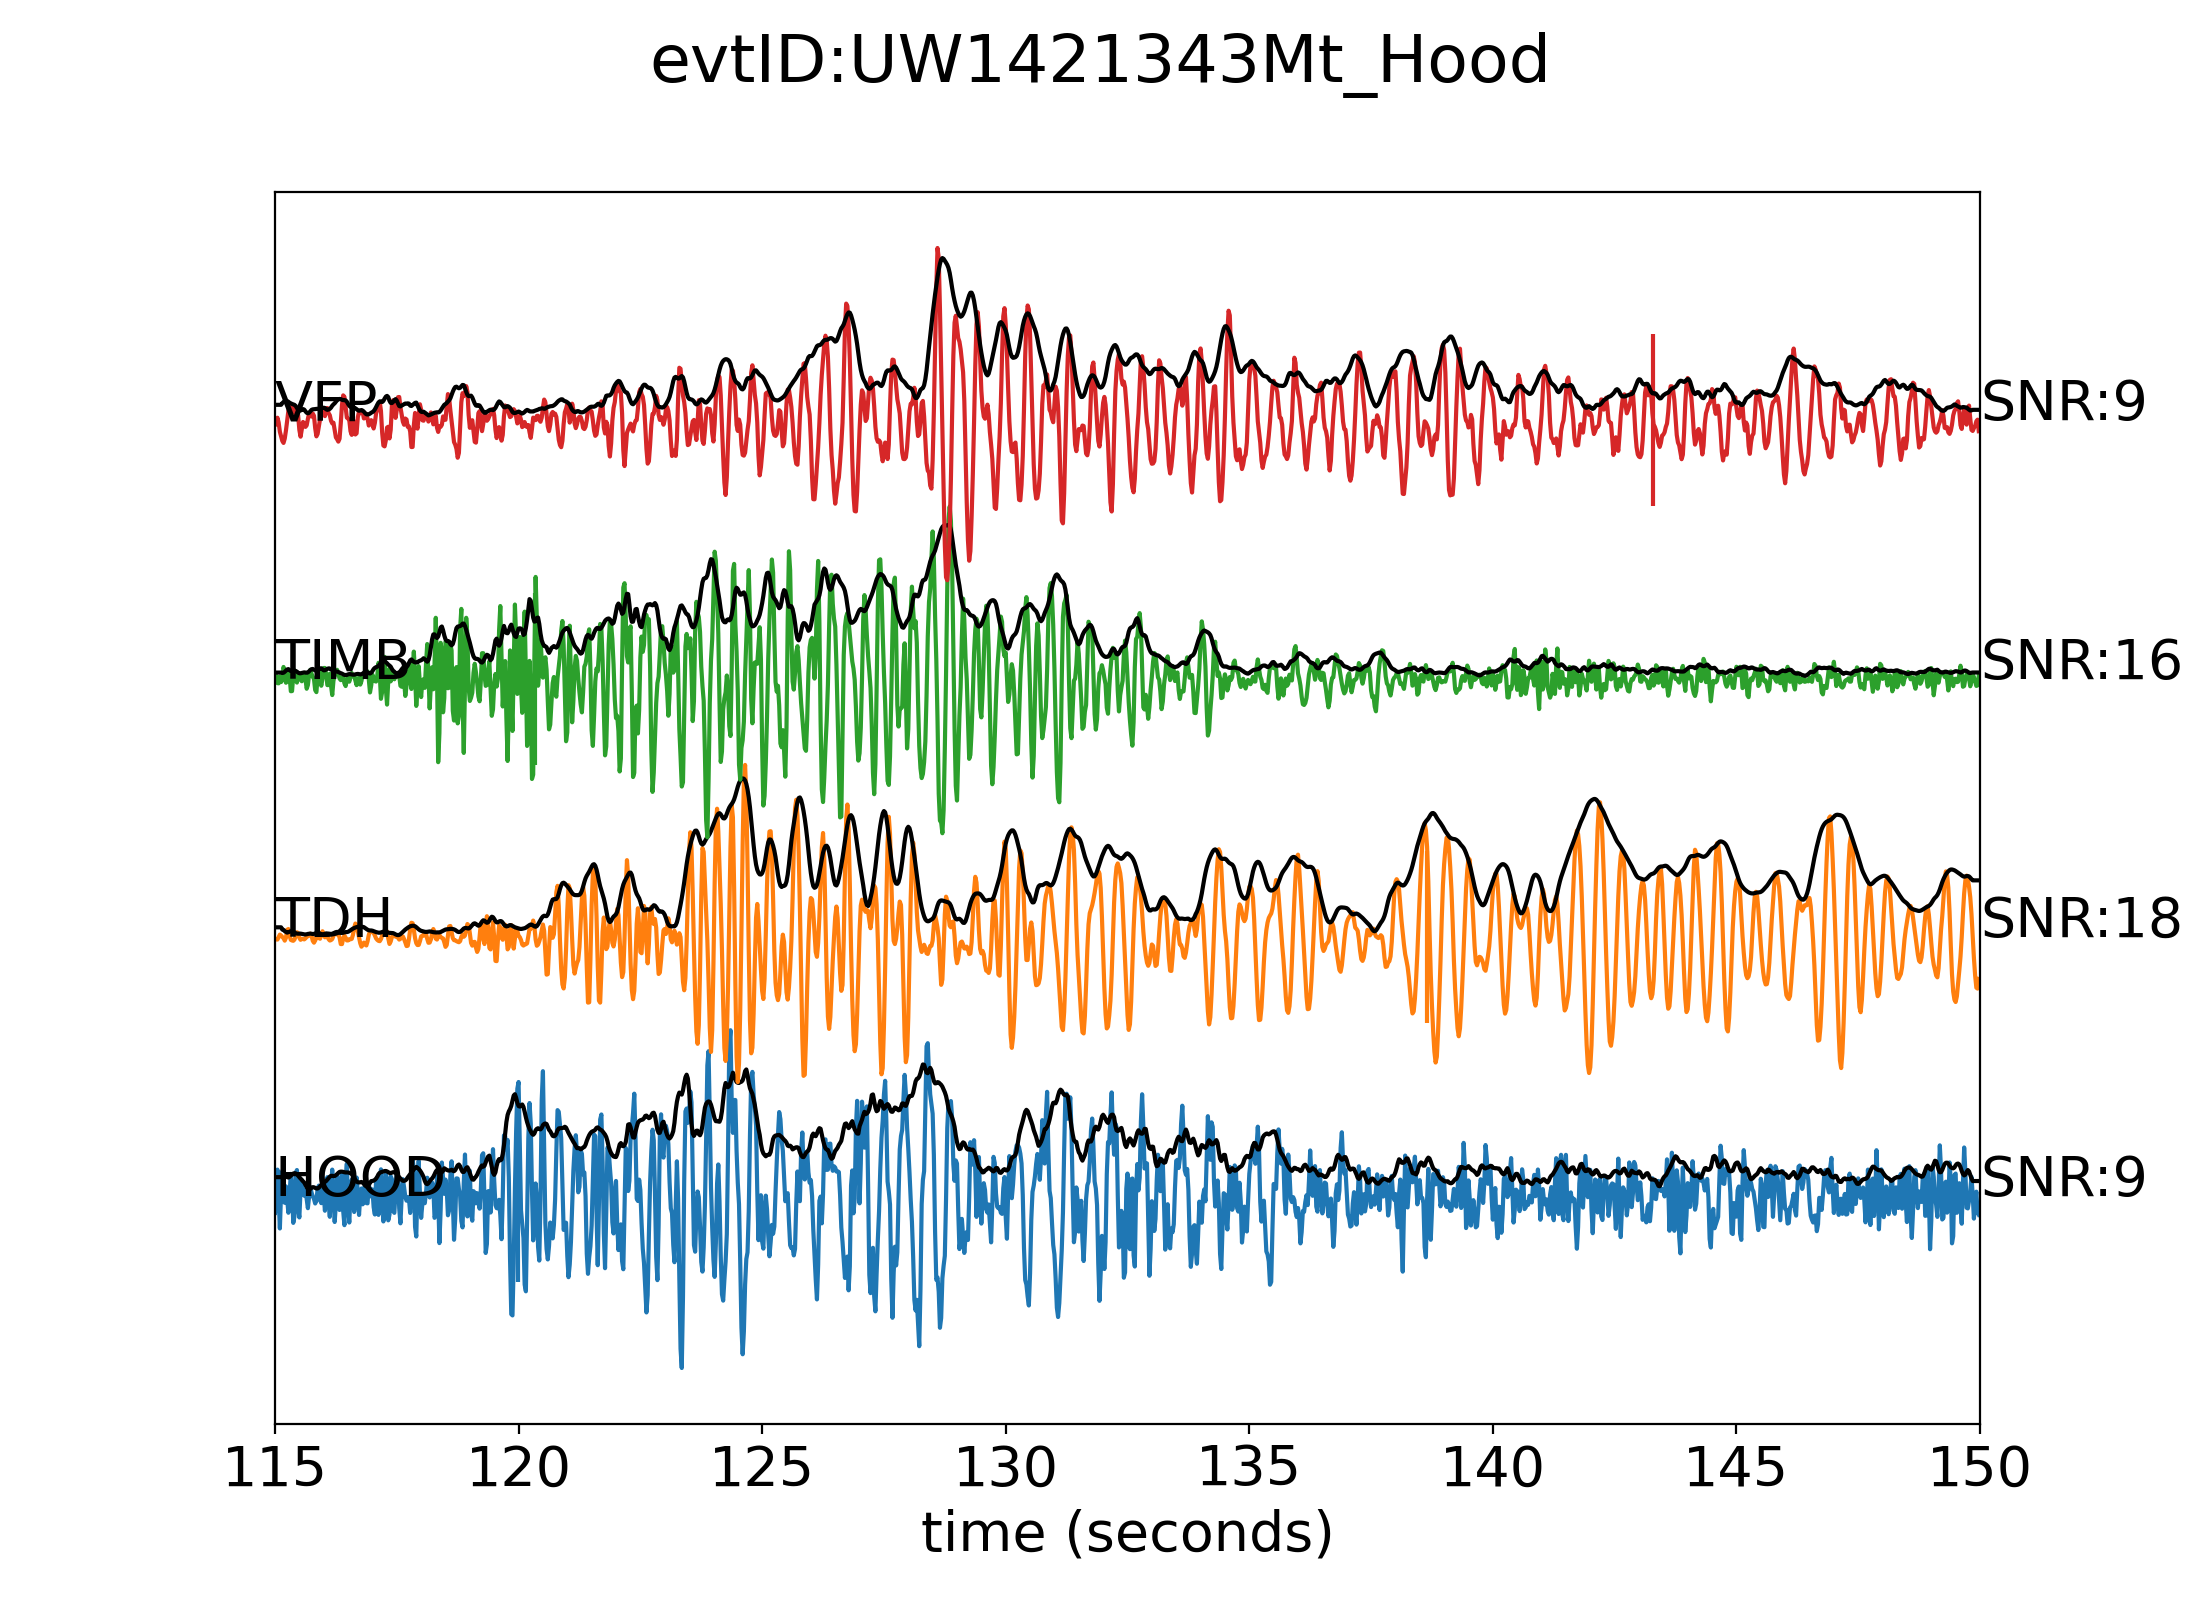 evtID:UW1421343Mt_Hood
VFP SNR:9
TIMB SNR:16
TDH SNR:18
HOOD SNR:9
115 120 125 130 135 140 145 150
time (seconds)